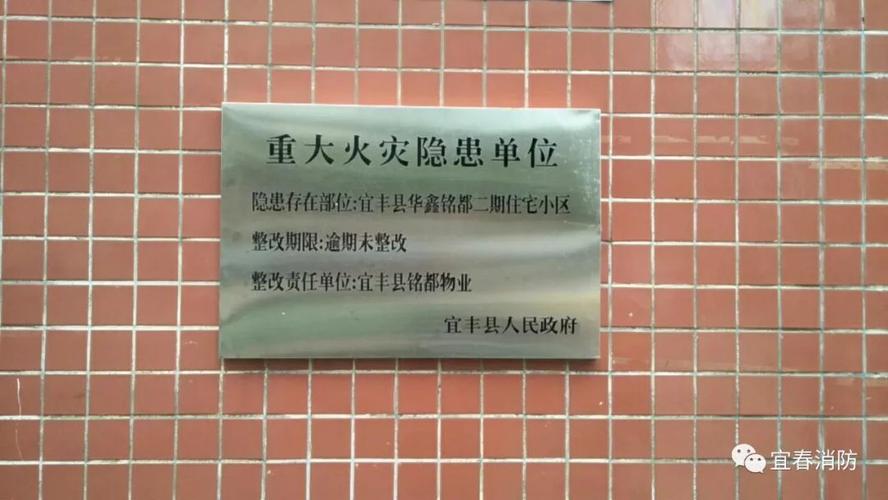 重大火灾隐患单位
隐患存在部位:宜丰县华鑫铭都二期住宅小区
整改期限:逾期未整改
整改责任单位:宜丰县铭都物业
宜丰县人民政府
宜春消防